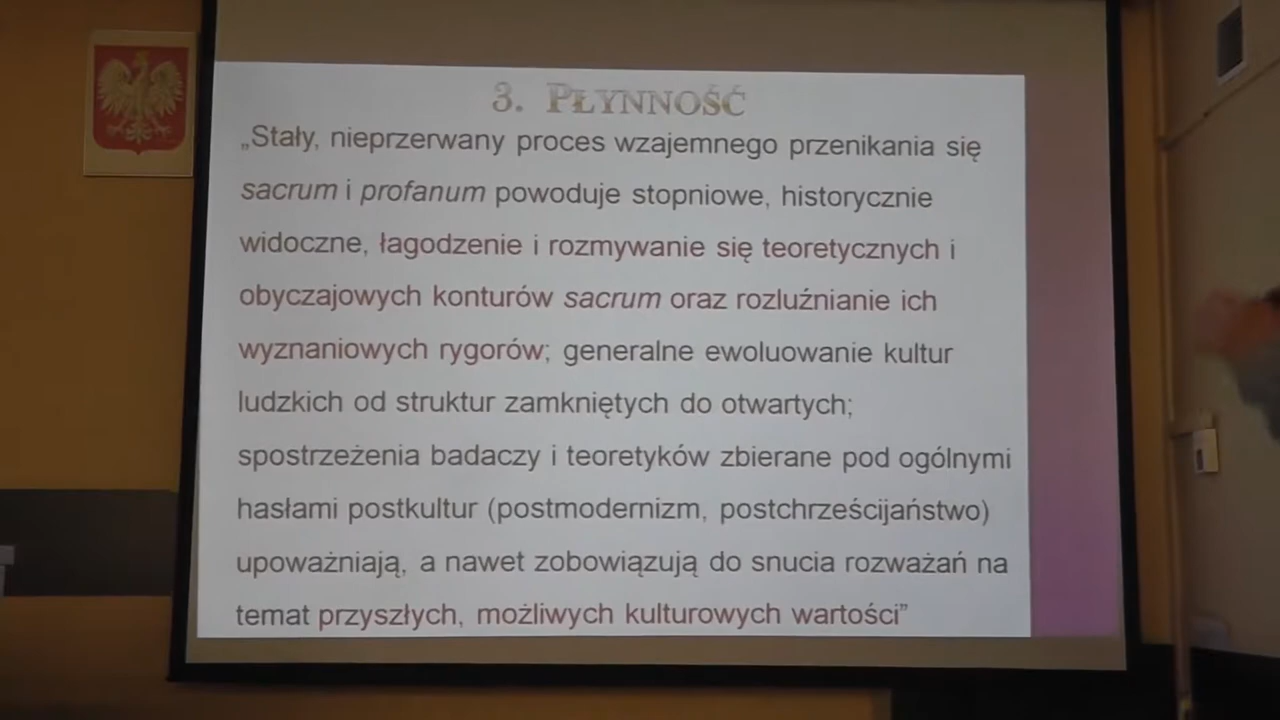 3. PŁYNNOŚĆ
„Stały, nieprzerwany proces wzajemnego przenikania się
sacrum i profanum powoduje stopniowe, historycznie
widoczne, łagodzenie i rozmywanie się teoretycznych i
obyczajowych konturów sacrum oraz rozluźnianie ich
wyznaniowych rygorów; generalne ewoluowanie kultur
ludzkich od struktur zamkniętych do otwartych;
spostrzeżenia badaczy i teoretyków zbierane pod ogólnymi
hasłami postkultur (postmodernizm, postchrześcijaństwo)
upoważniają, a nawet zobowiązują do snucia rozważań na
temat przyszłych, możliwych kulturowych wartości”